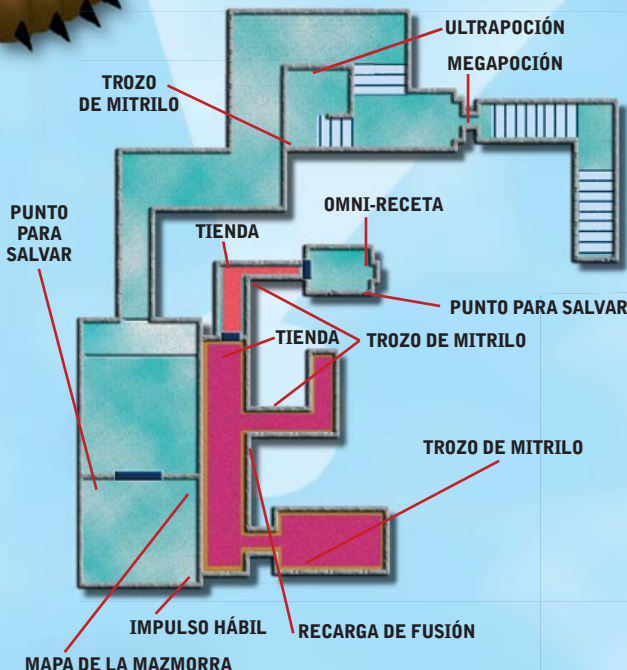 ULTRAPOCIÓN
MEGAPOCIÓN
TROZO
DE MITRILO
PUNTO
PARA
SALVAR
TIENDA
OMNI-RECETA
PUNTO PARA SALVAR
TIENDA
TROZO DE MITRILO
TROZO DE MITRILO
IMPULSO HÁBIL
RECARGA DE FUSIÓN
MAPA DE LA MAZMORRA